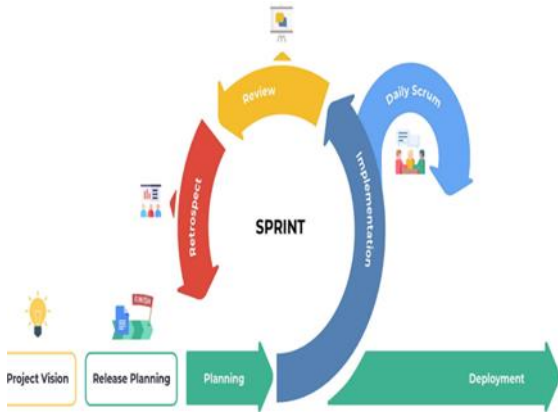 Review
Daily Scrum
Retrospect
SPRINT
Implementation
Project Vision
Release Planning
Planning
Deployment